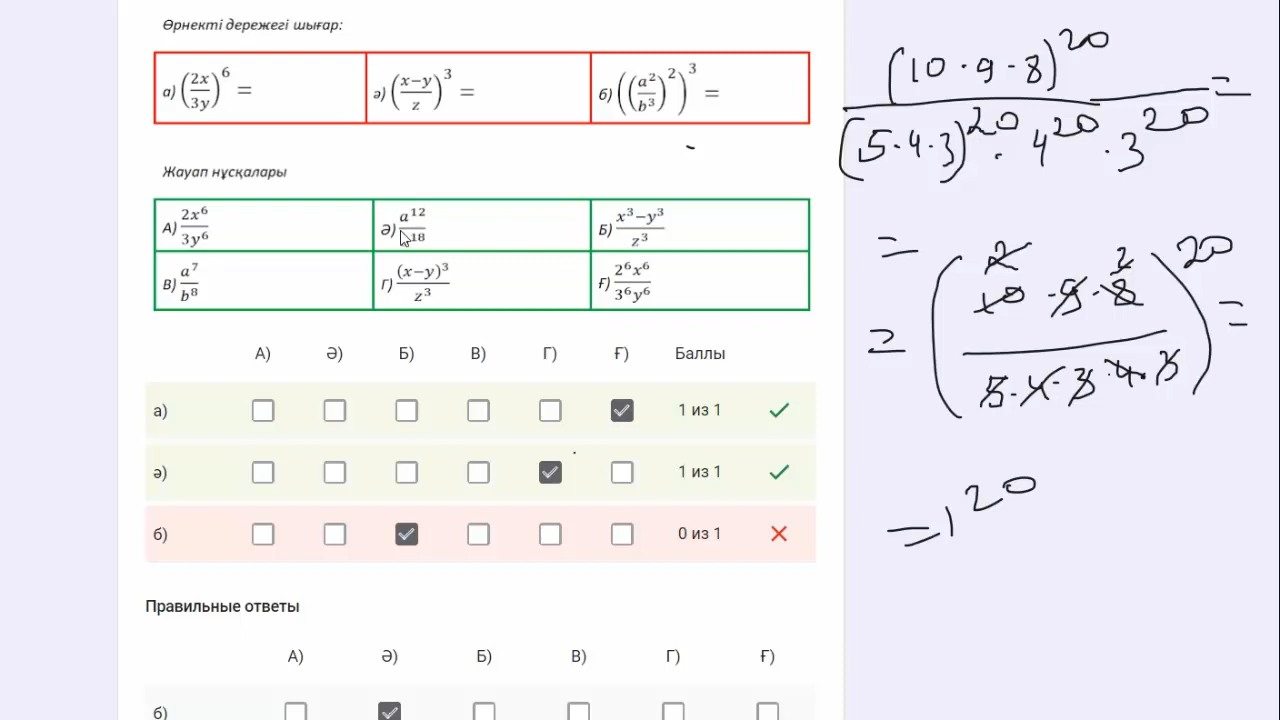 Өрнекті дережегі шығар:
а) (2x/3y)^6 = ә) (x−y/z)^3 = б) ((a^2/b^3)^2)^3 =
Жауап нұсқалары
А) 2x^6/3y^6 Ә) a^12/18 Б) x^3−y^3/z^3
В) a^7/b^8 Г) (x−y)^3/z^3 Ғ) 2^6x^6/3^6y^6
А) Ә) Б) В) Г) Ғ) Баллы
а) 1 из 1
ә) 1 из 1
б) 0 из 1
Правильные ответы
А) Ә) Б) В) Г) Ғ)
б)
(10·9·8)^20 / (5·4·3)^20·4^20·3^20 =
= (10·9·8 / 5·4·3·4·3)^20 =
2 2
=1^20